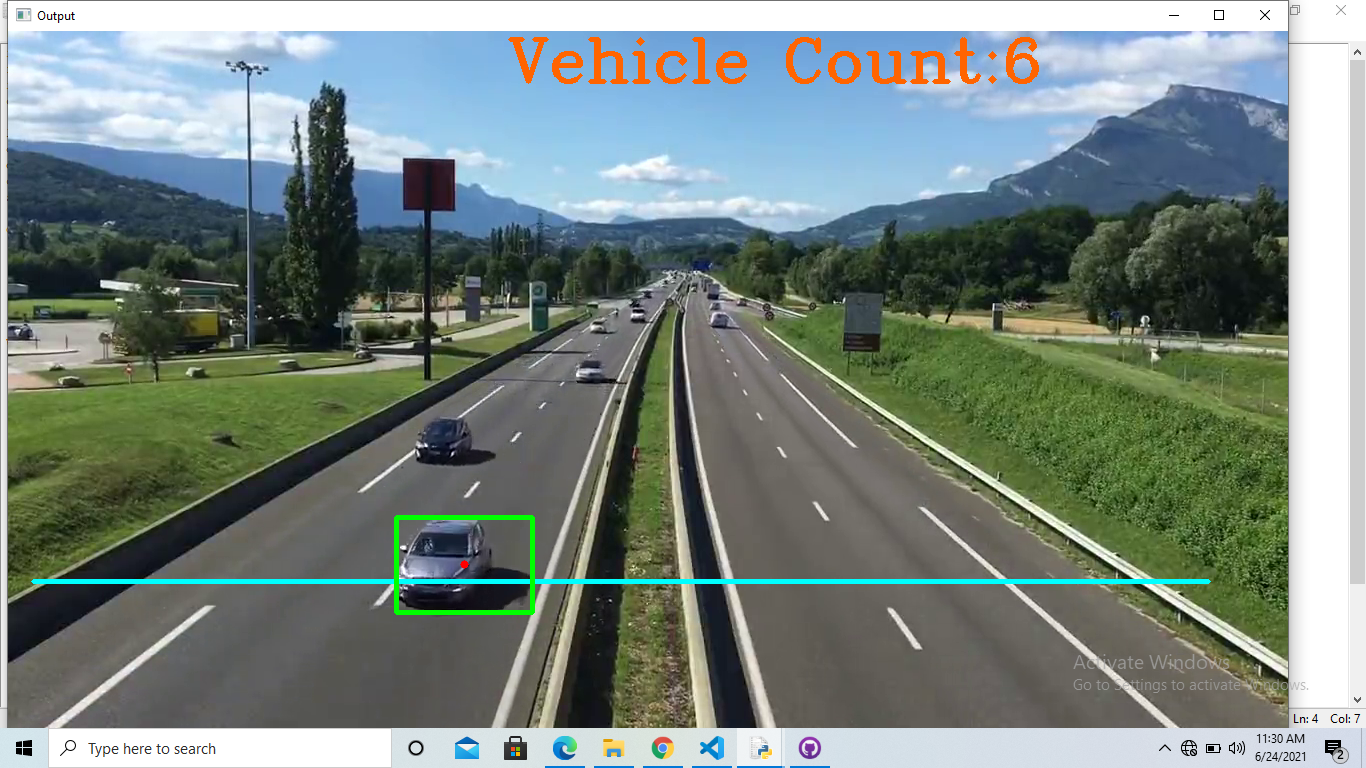 Output
Vehicle Count:6
Activate Windows
Go to Settings to activate Windows.
Ln: 4 Col: 7
Type here to search
11:30 AM
6/24/2021
2